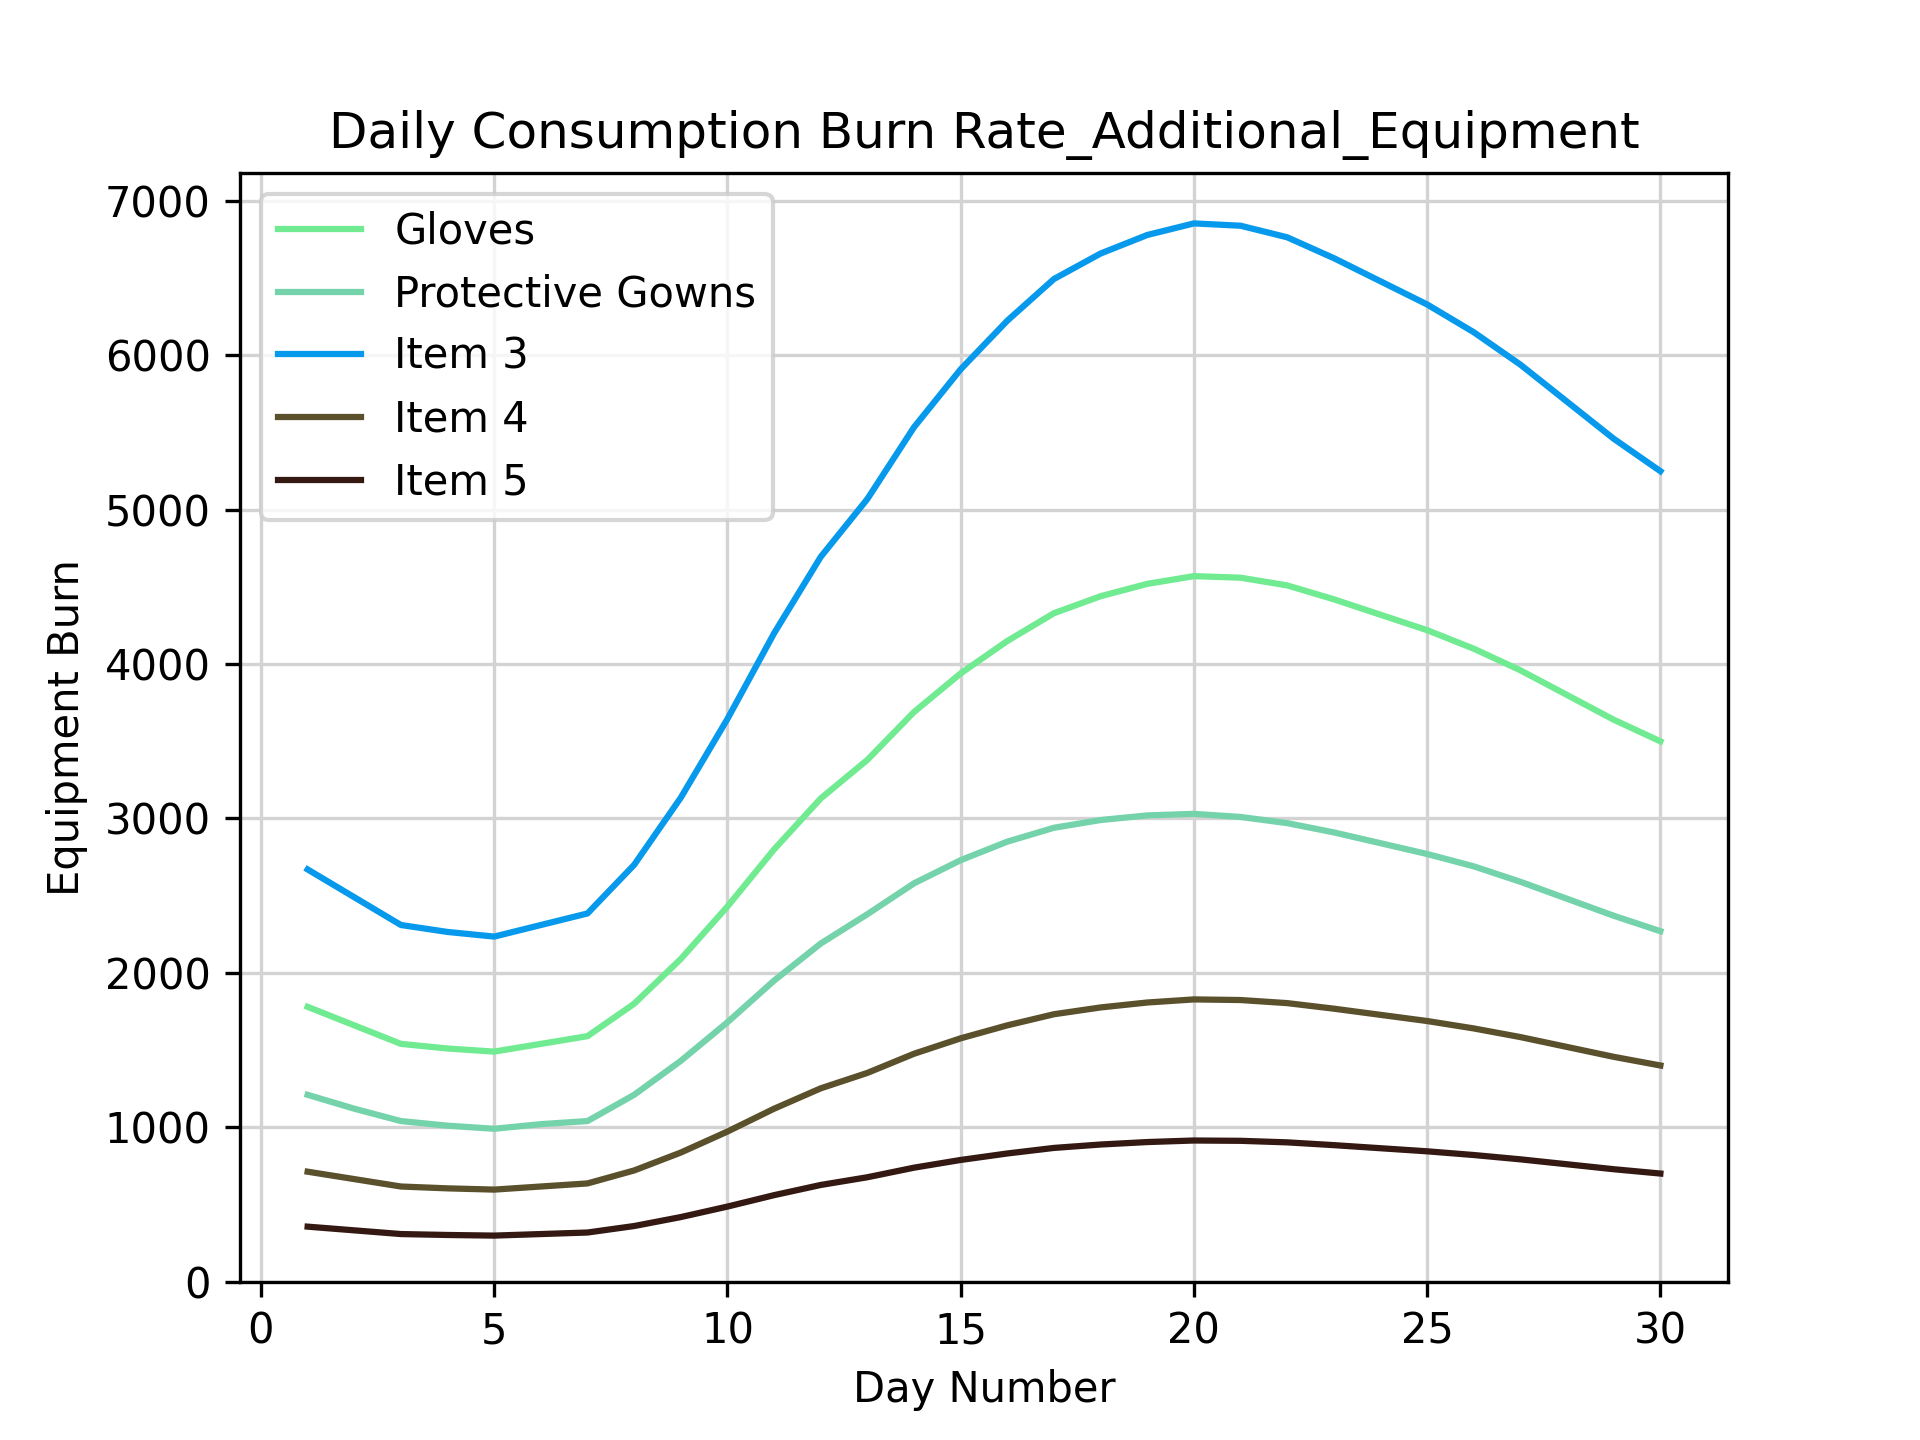 Daily Consumption Burn Rate_Additional_Equipment
Gloves
Protective Gowns
Item 3
Item 4
Item 5
Equipment Burn
7000
6000
5000
4000
3000
2000
1000
0
0 5 10 15 20 25 30
Day Number